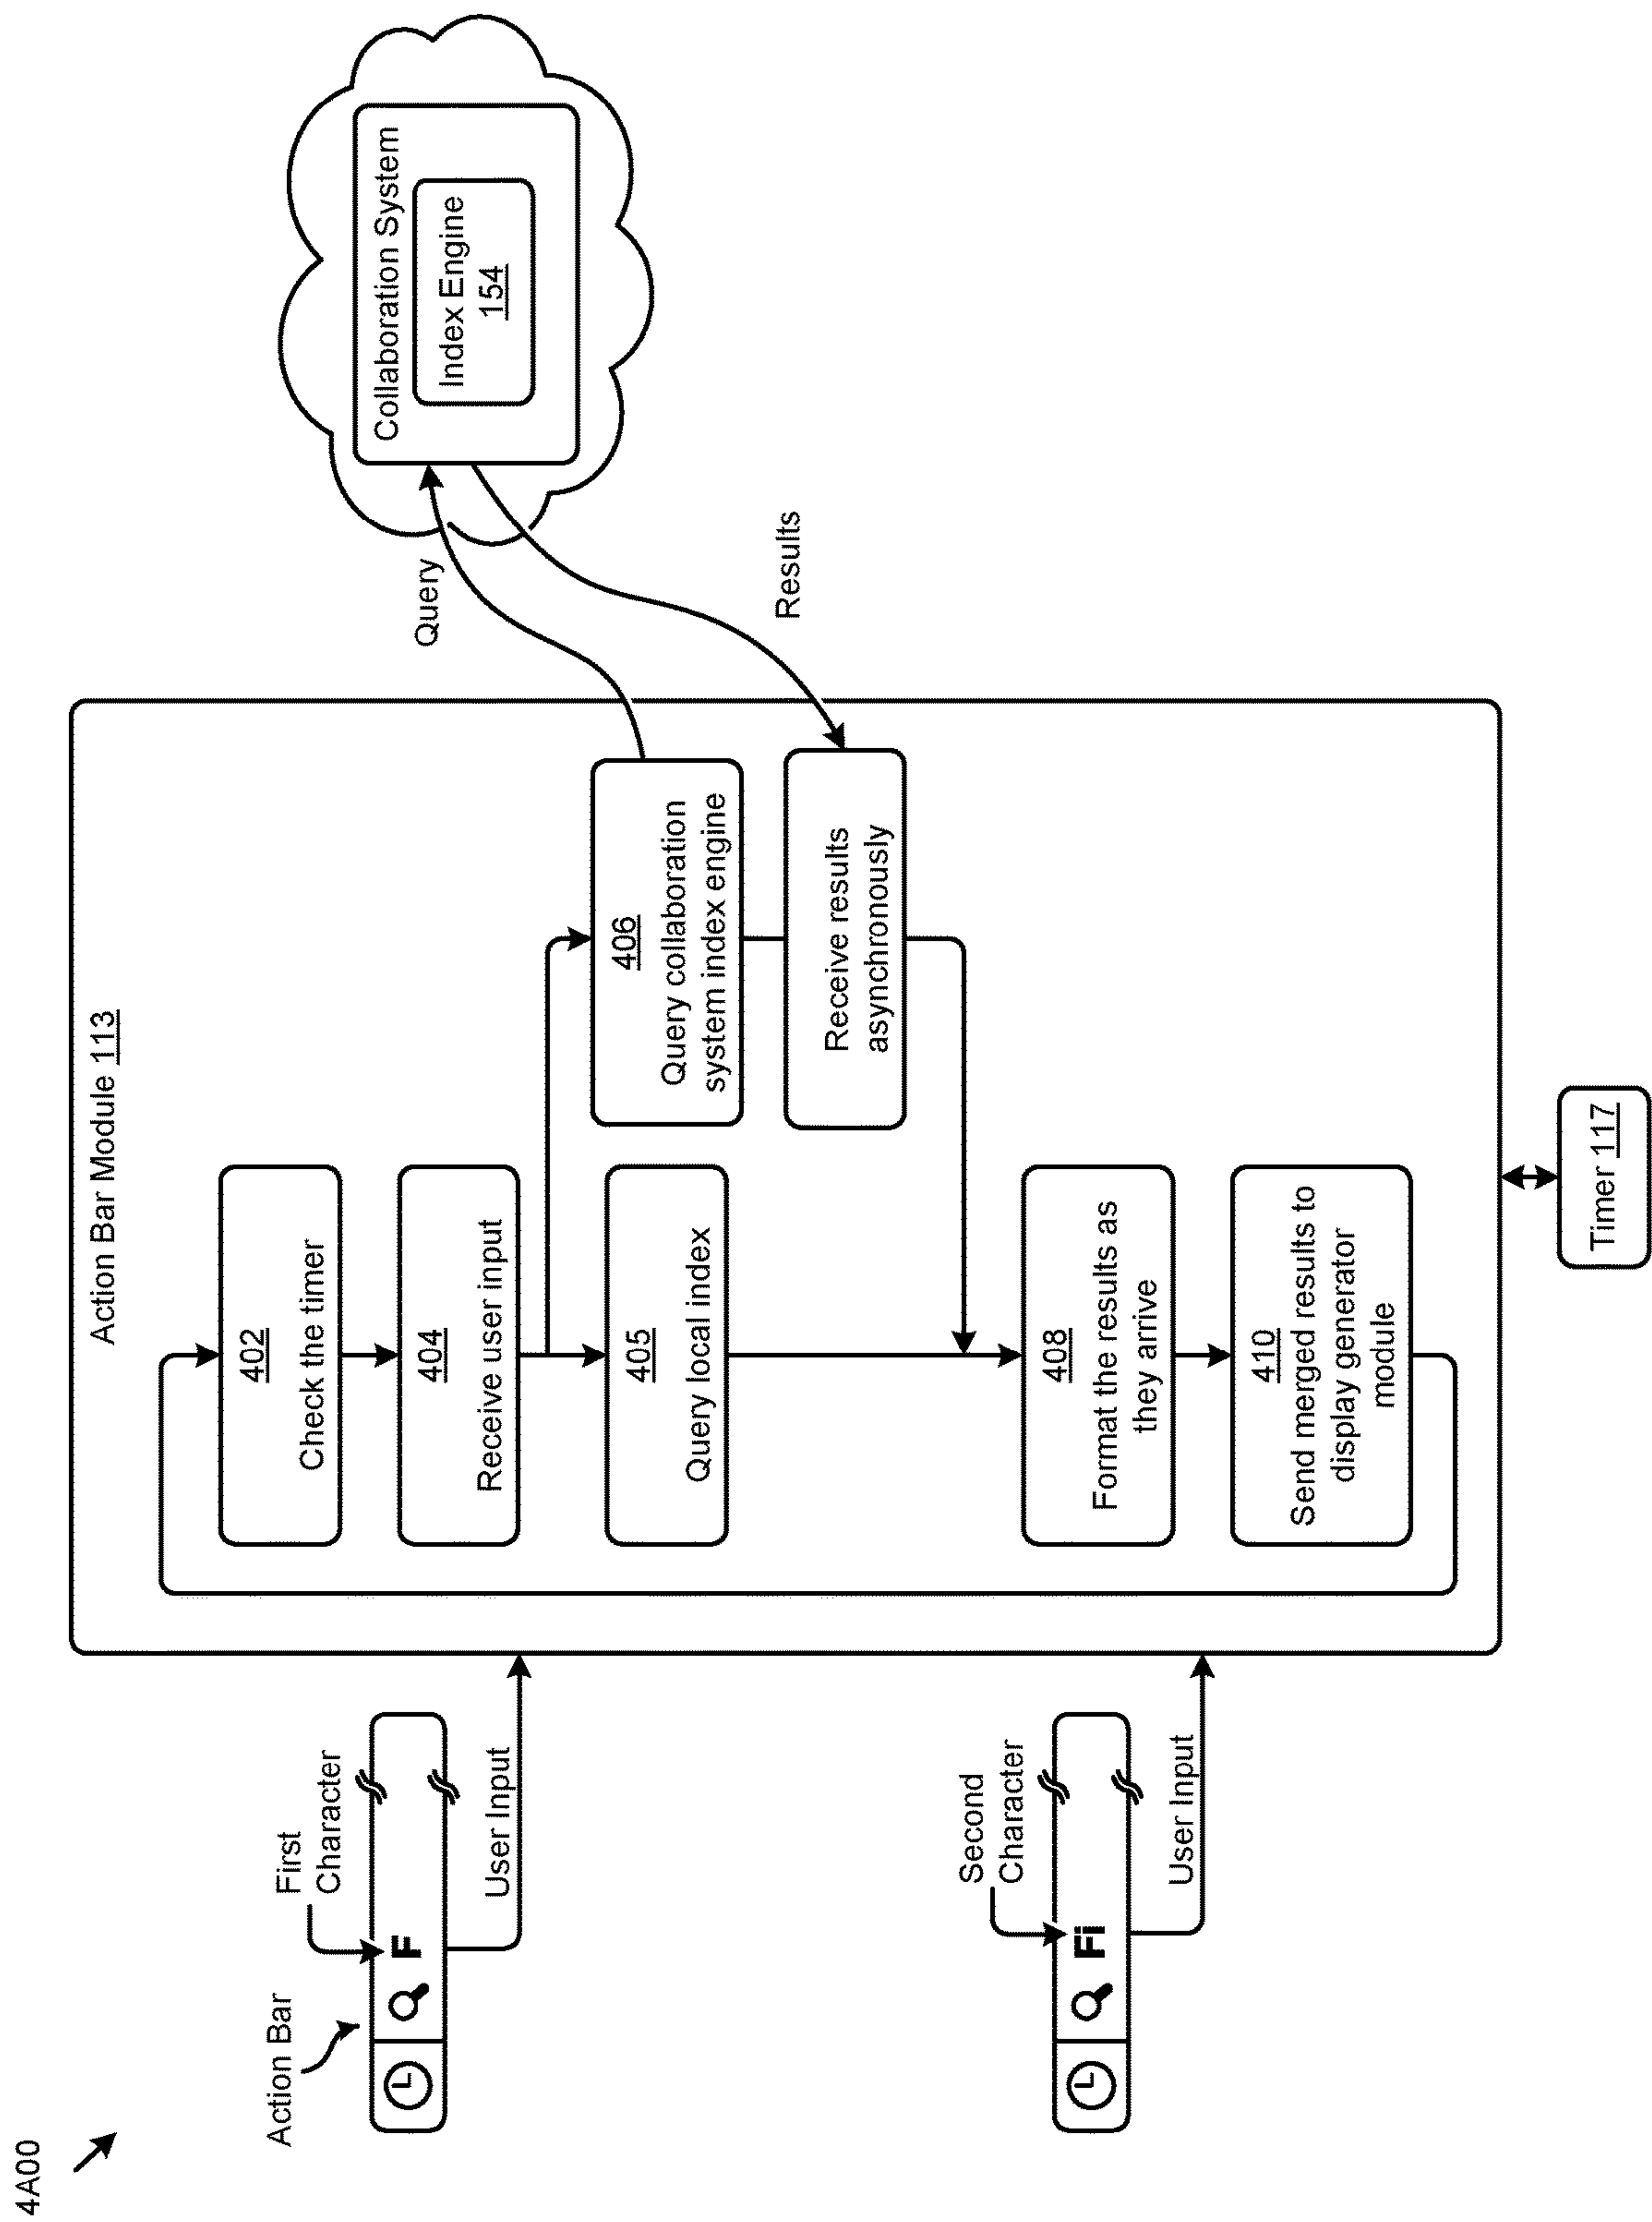 4A00
Action Bar
First
Character
F
User Input
Second
Character
Fi
User Input
Action Bar Module 113
402
Check the timer
404
Receive user input
405
Query local index
406
Query collaboration
system index engine
Receive results
asynchronously
408
Format the results as
they arrive
410
Send merged results to
display generator
module
Timer 117
Query
Results
Collaboration System
Index Engine
154